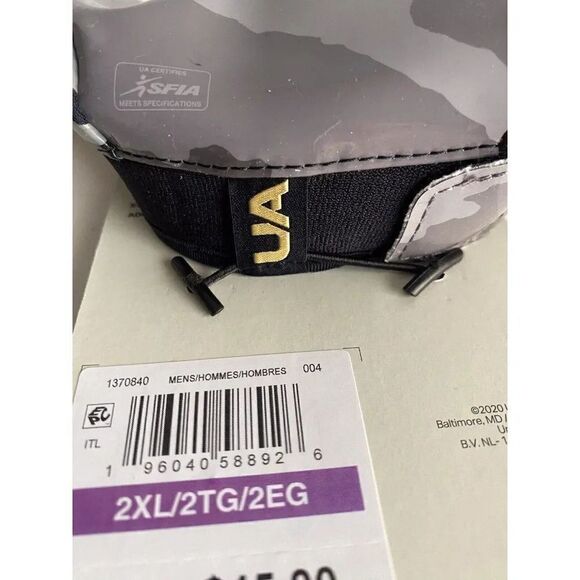 UA CERTIFIES
SFIA
MEETS SPECIFICATIONS
UA
1370840 MENS/HOMMES/HOMBRES 004
ITL
1 96040 58892 6
2XL/2TG/2EG
©2020
Baltimore, MD /
B.V. NL- 1